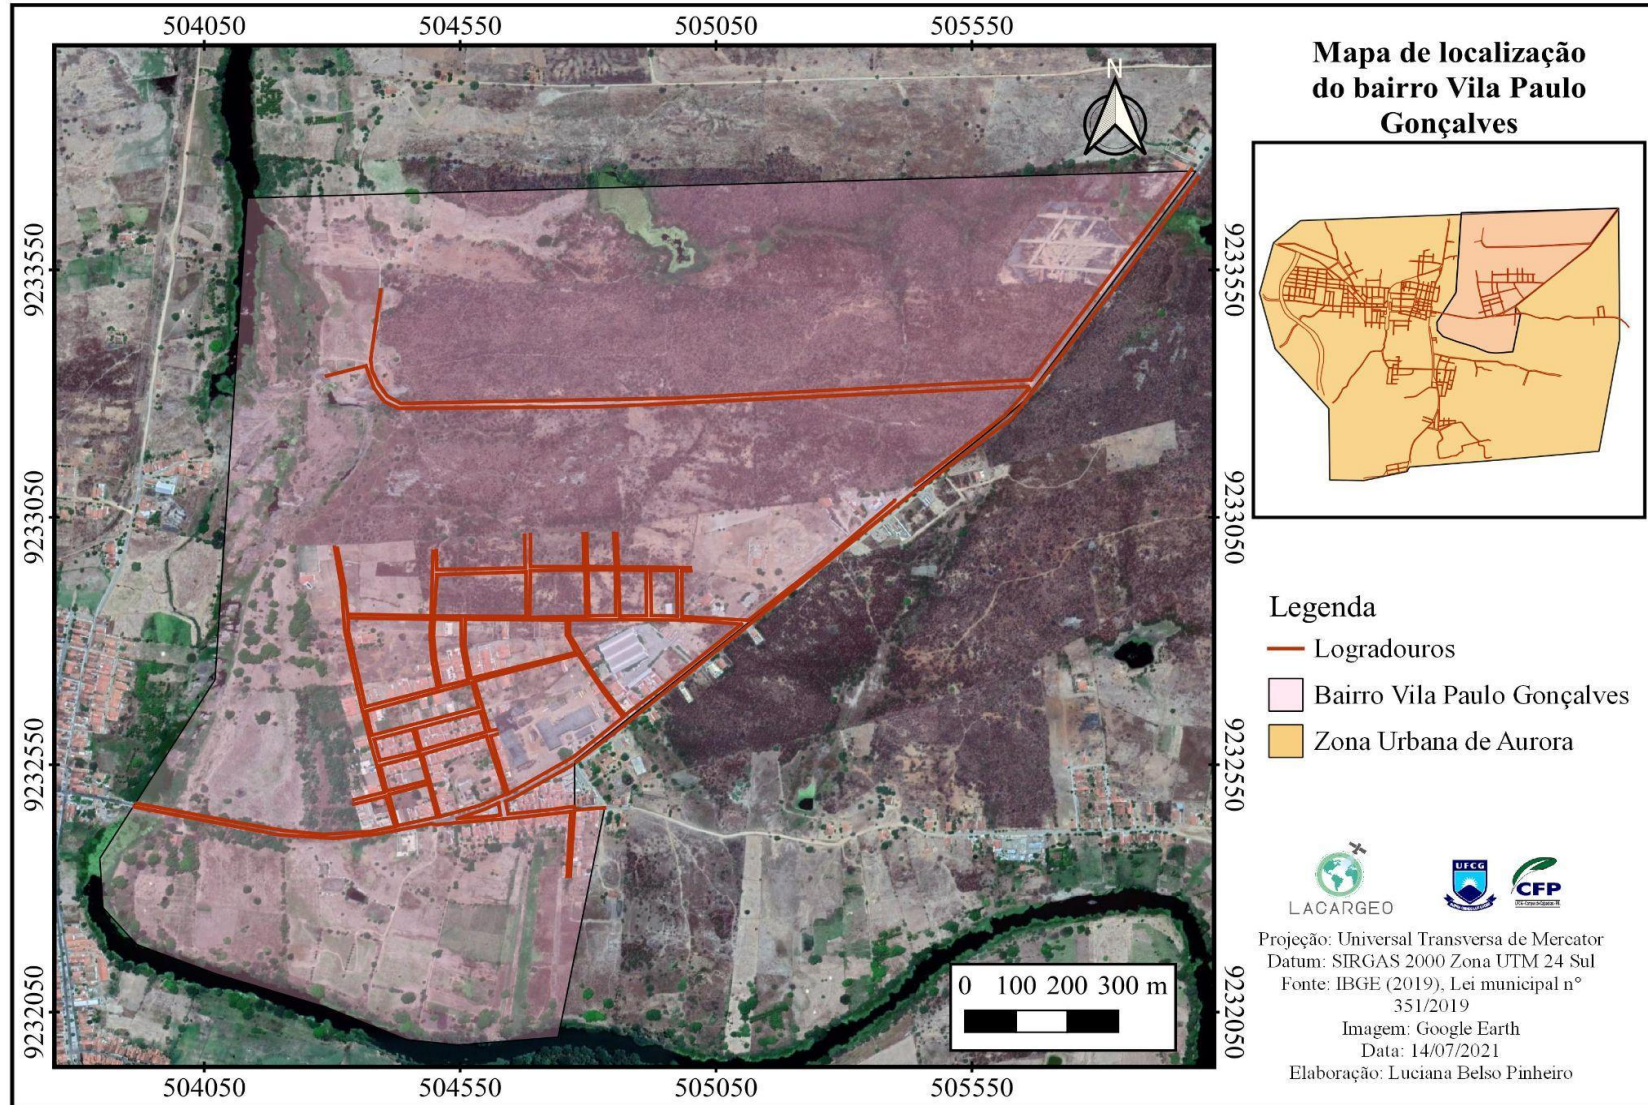 504050 504550 505050 505550
N
9233550
9233050
9232550
9232050
9233550
9233050
9232550
9232050
0 100 200 300 m
504050 504550 505050 505550
Mapa de localização
do bairro Vila Paulo
Gonçalves
Legenda
Logradouros
Bairro Vila Paulo Gonçalves
Zona Urbana de Aurora
LACARGEO
UFCG
CFP
Projeção: Universal Transversa de Mercator
Datum: SIRGAS 2000 Zona UTM 24 Sul
Fonte: IBGE (2019), Lei municipal nº
351/2019
Imagem: Google Earth
Data: 14/07/2021
Elaboração: Luciana Belso Pinheiro